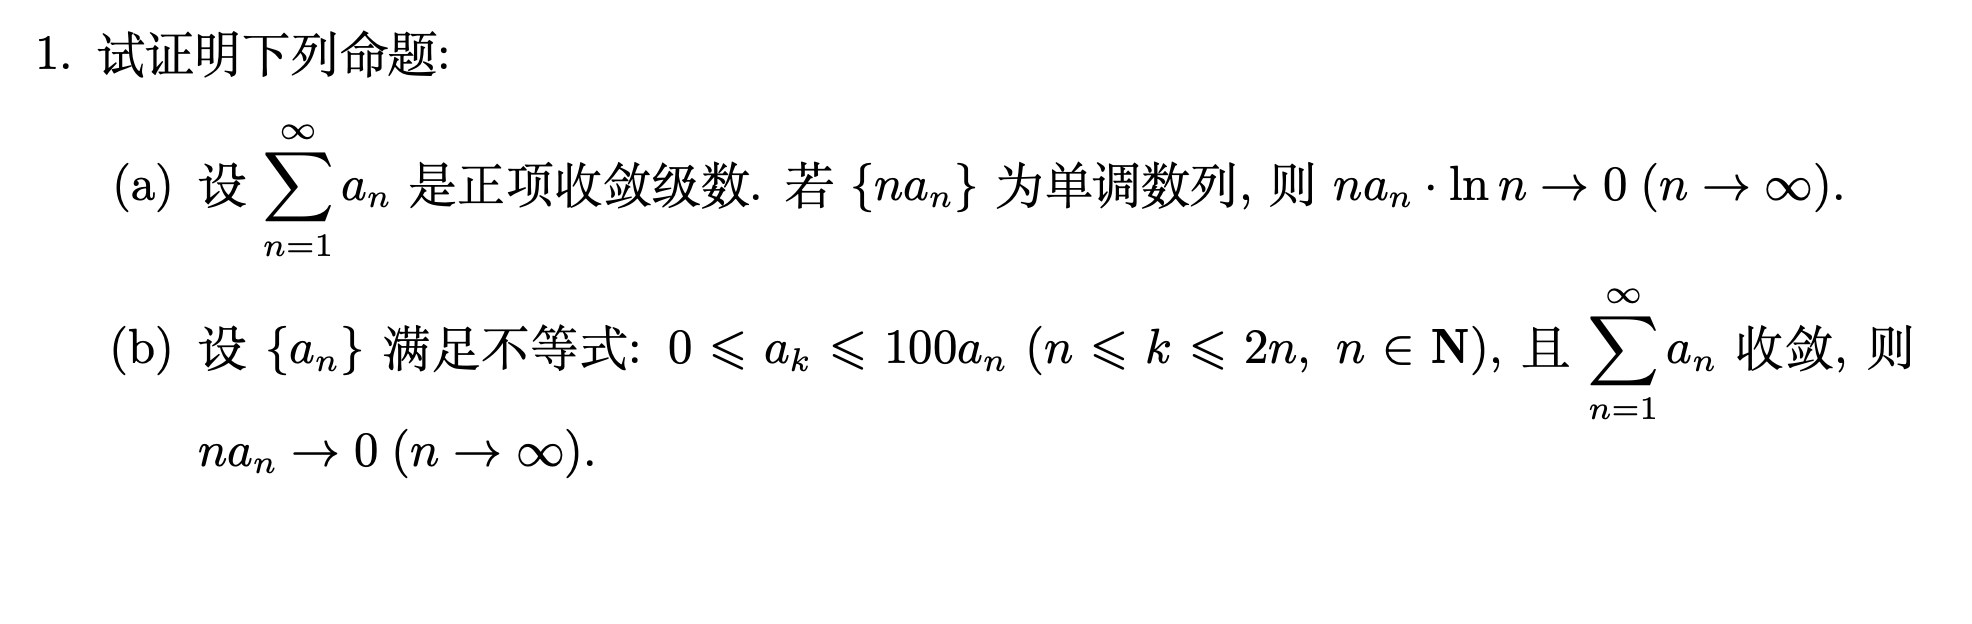 1. 试证明下列命题:
(a) 设 $\sum_{n=1}^{\infty} a_n$ 是正项收敛级数. 若 $\{na_n\}$ 为单调数列, 则 $na_n \cdot \ln n \to 0 \ (n \to \infty)$.
(b) 设 $\{a_n\}$ 满足不等式: $0 \leqslant a_k \leqslant 100a_n \ (n \leqslant k \leqslant 2n, \ n \in \mathbf{N})$, 且 $\sum_{n=1}^{\infty} a_n$ 收敛, 则
$na_n \to 0 \ (n \to \infty)$.